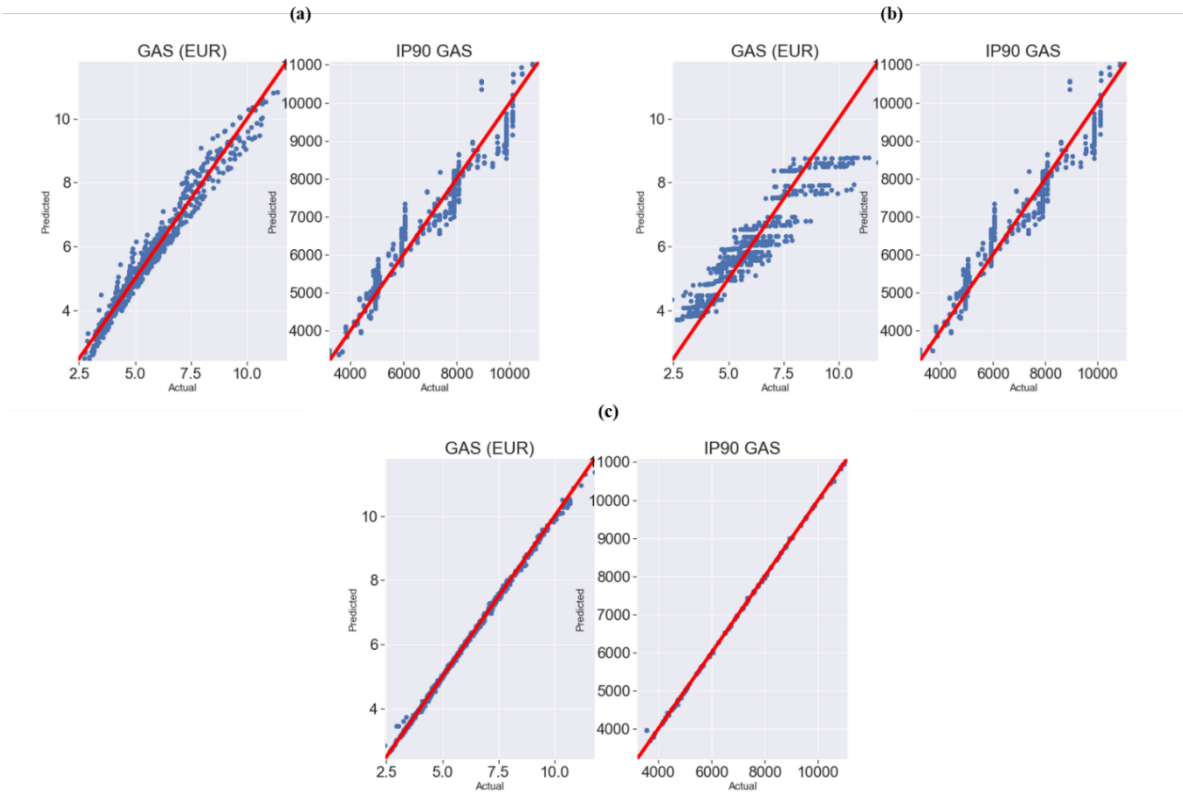 (a)
GAS (EUR)
10
8
6
4
2.5
5.0
7.5
10.0
Predicted
Actual
IP90 GAS
11000
10000
9000
8000
7000
6000
5000
4000
4000
6000
8000
10000
Predicted
Actual
(b)
GAS (EUR)
10
8
6
4
2.5
5.0
7.5
10.0
Predicted
Actual
IP90 GAS
11000
10000
9000
8000
7000
6000
5000
4000
4000
6000
8000
10000
Predicted
Actual
(c)
GAS (EUR)
10
8
6
4
2.5
5.0
7.5
10.0
Predicted
Actual
IP90 GAS
11000
10000
9000
8000
7000
6000
5000
4000
4000
6000
8000
10000
Predicted
Actual